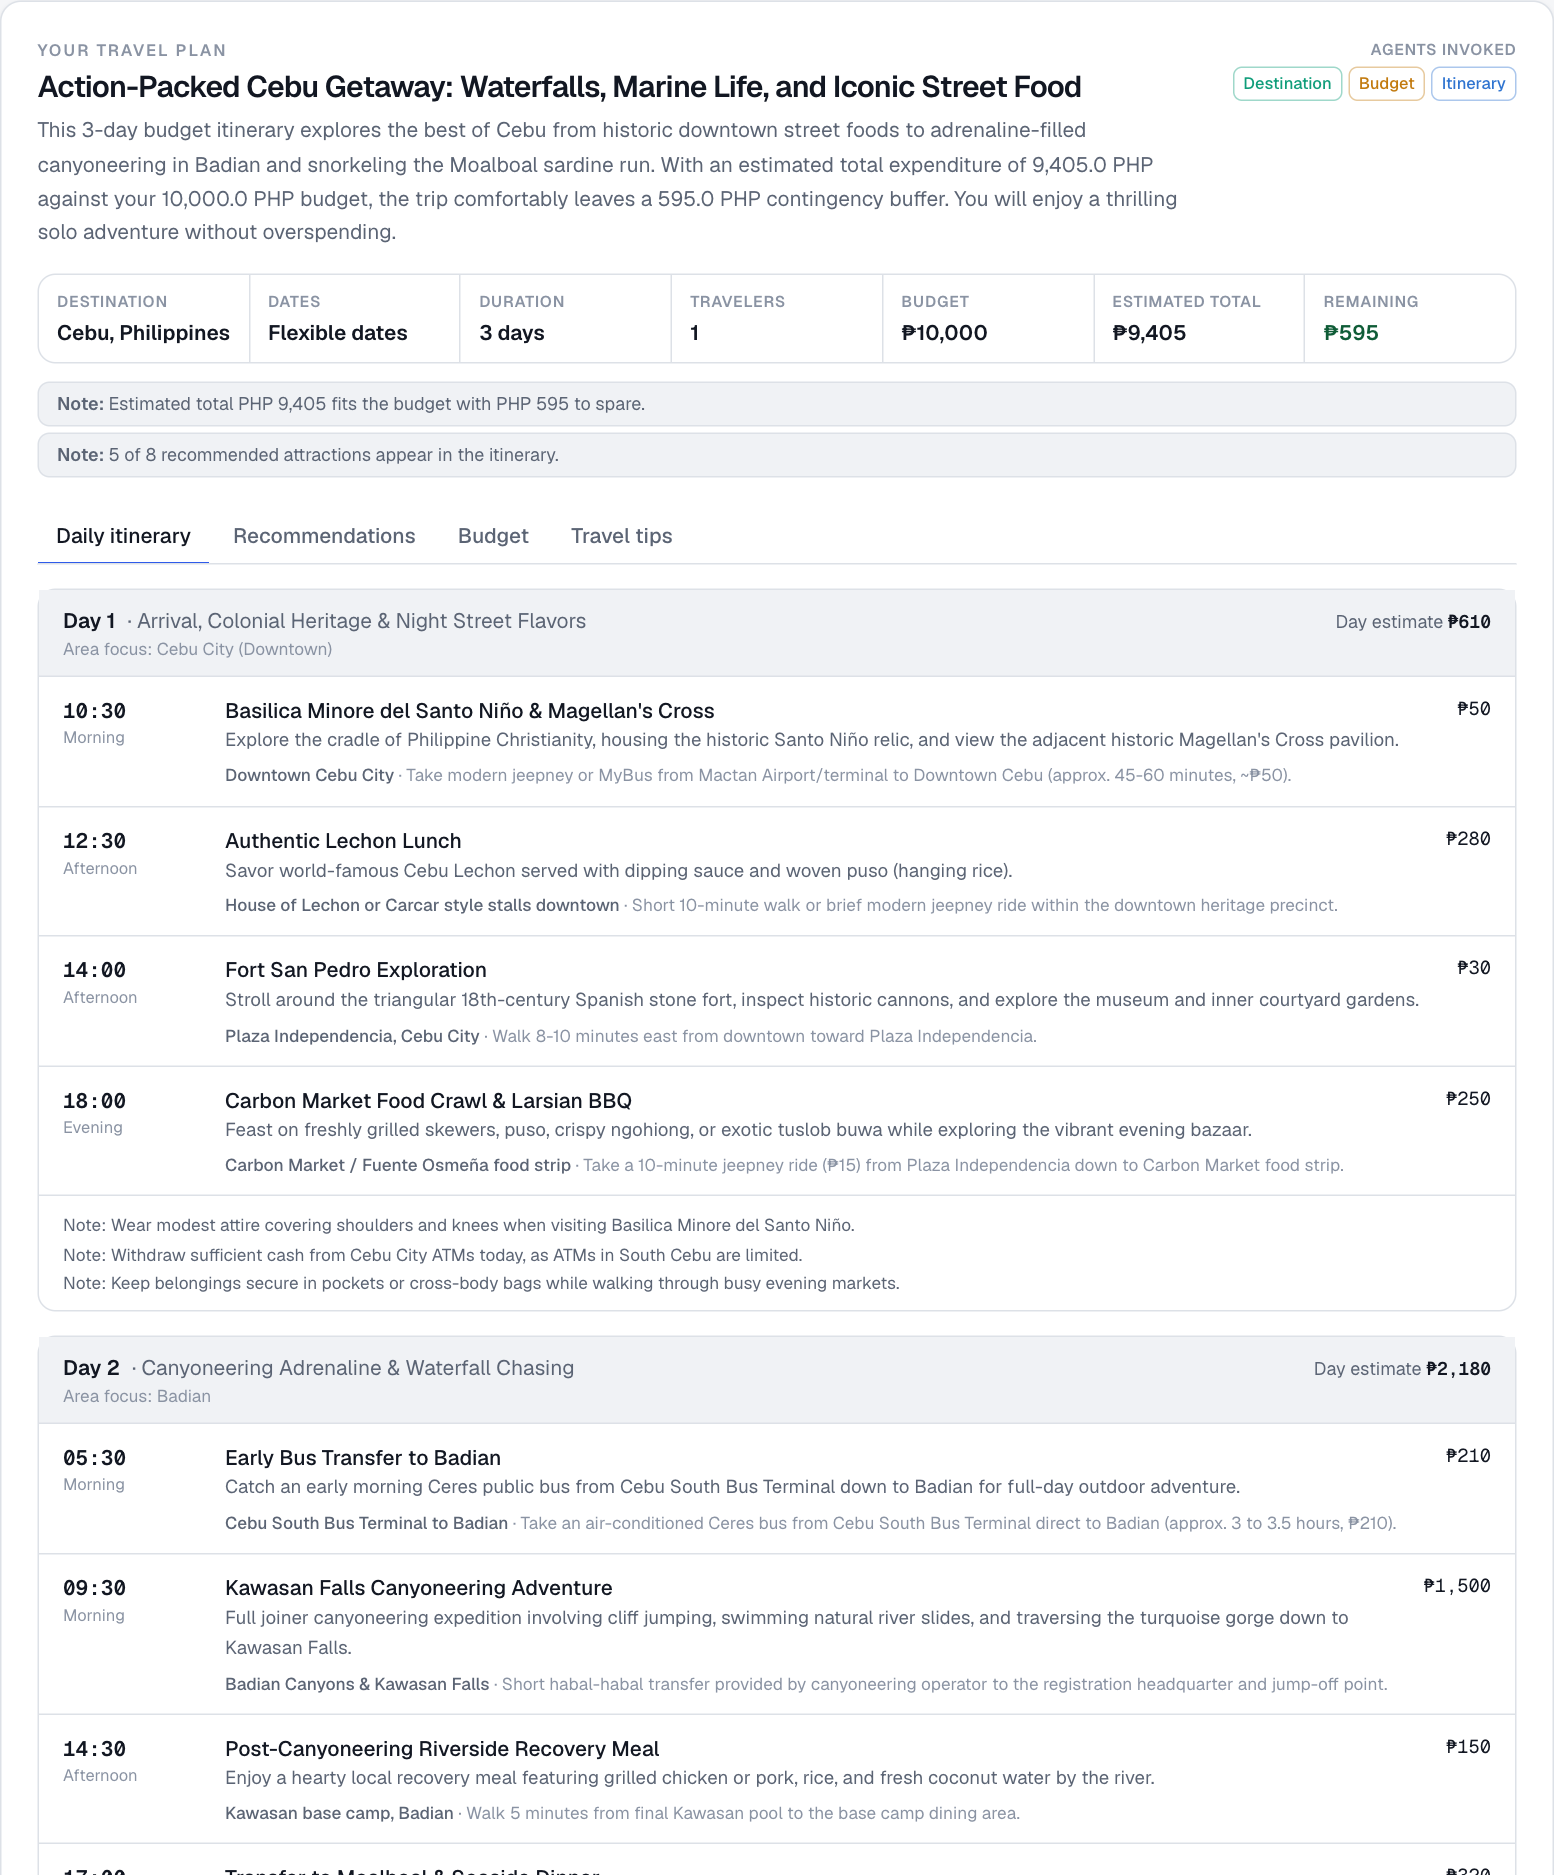 YOUR TRAVEL PLAN
AGENTS INVOKED
Action-Packed Cebu Getaway: Waterfalls, Marine Life, and Iconic Street Food
Destination Budget Itinerary
This 3-day budget itinerary explores the best of Cebu from historic downtown street foods to adrenaline-filled
canyoneering in Badian and snorkeling the Moalboal sardine run. With an estimated total expenditure of 9,405.0 PHP
against your 10,000.0 PHP budget, the trip comfortably leaves a 595.0 PHP contingency buffer. You will enjoy a thrilling
solo adventure without overspending.
DESTINATION
Cebu, Philippines
DATES
Flexible dates
DURATION
3 days
TRAVELERS
1
BUDGET
₱10,000
ESTIMATED TOTAL
₱9,405
REMAINING
₱595
Note: Estimated total PHP 9,405 fits the budget with PHP 595 to spare.
Note: 5 of 8 recommended attractions appear in the itinerary.
Daily itinerary Recommendations Budget Travel tips
Day 1 · Arrival, Colonial Heritage & Night Street Flavors
Day estimate ₱610
Area focus: Cebu City (Downtown)
10:30
Morning
Basilica Minore del Santo Niño & Magellan's Cross
₱50
Explore the cradle of Philippine Christianity, housing the historic Santo Niño relic, and view the adjacent historic Magellan's Cross pavilion.
Downtown Cebu City · Take modern jeepney or MyBus from Mactan Airport/terminal to Downtown Cebu (approx. 45-60 minutes, ~₱50).
12:30
Afternoon
Authentic Lechon Lunch
₱280
Savor world-famous Cebu Lechon served with dipping sauce and woven puso (hanging rice).
House of Lechon or Carcar style stalls downtown · Short 10-minute walk or brief modern jeepney ride within the downtown heritage precinct.
14:00
Afternoon
Fort San Pedro Exploration
₱30
Stroll around the triangular 18th-century Spanish stone fort, inspect historic cannons, and explore the museum and inner courtyard gardens.
Plaza Independencia, Cebu City · Walk 8-10 minutes east from downtown toward Plaza Independencia.
18:00
Evening
Carbon Market Food Crawl & Larsian BBQ
₱250
Feast on freshly grilled skewers, puso, crispy ngohiong, or exotic tuslob buwa while exploring the vibrant evening bazaar.
Carbon Market / Fuente Osmeña food strip · Take a 10-minute jeepney ride (₱15) from Plaza Independencia down to Carbon Market food strip.
Note: Wear modest attire covering shoulders and knees when visiting Basilica Minore del Santo Niño.
Note: Withdraw sufficient cash from Cebu City ATMs today, as ATMs in South Cebu are limited.
Note: Keep belongings secure in pockets or cross-body bags while walking through busy evening markets.
Day 2 · Canyoneering Adrenaline & Waterfall Chasing
Day estimate ₱2,180
Area focus: Badian
05:30
Morning
Early Bus Transfer to Badian
₱210
Catch an early morning Ceres public bus from Cebu South Bus Terminal down to Badian for full-day outdoor adventure.
Cebu South Bus Terminal to Badian · Take an air-conditioned Ceres bus from Cebu South Bus Terminal direct to Badian (approx. 3 to 3.5 hours, ₱210).
09:30
Morning
Kawasan Falls Canyoneering Adventure
₱1,500
Full joiner canyoneering expedition involving cliff jumping, swimming natural river slides, and traversing the turquoise gorge down to
Kawasan Falls.
Badian Canyons & Kawasan Falls · Short habal-habal transfer provided by canyoneering operator to the registration headquarter and jump-off point.
14:30
Afternoon
Post-Canyoneering Riverside Recovery Meal
₱150
Enjoy a hearty local recovery meal featuring grilled chicken or pork, rice, and fresh coconut water by the river.
Kawasan base camp, Badian · Walk 5 minutes from final Kawasan pool to the base camp dining area.
17:00
Transfer to Moalboal & Seaside Dinner
₱320